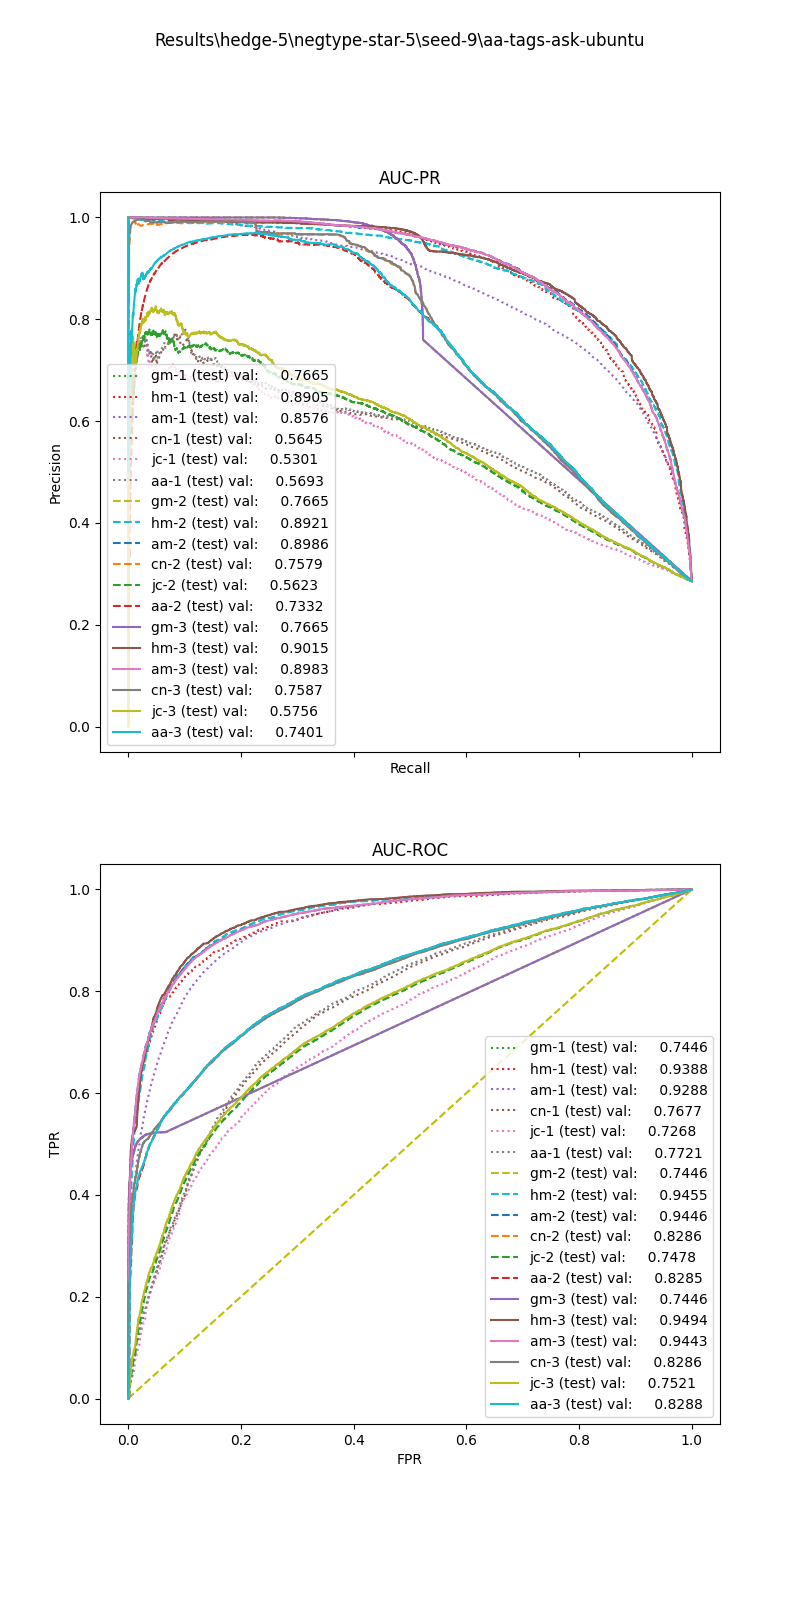 Results\hedge-5\negtype-star-5\seed-9\aa-tags-ask-ubuntu
AUC-PR
1.0
0.8
0.6
0.4
0.2
0.0
Precision
gm-1 (test) val: 0.7665
hm-1 (test) val: 0.8905
am-1 (test) val: 0.8576
cn-1 (test) val: 0.5645
jc-1 (test) val: 0.5301
aa-1 (test) val: 0.5693
gm-2 (test) val: 0.7665
hm-2 (test) val: 0.8921
am-2 (test) val: 0.8986
cn-2 (test) val: 0.7579
jc-2 (test) val: 0.5623
aa-2 (test) val: 0.7332
gm-3 (test) val: 0.7665
hm-3 (test) val: 0.9015
am-3 (test) val: 0.8983
cn-3 (test) val: 0.7587
jc-3 (test) val: 0.5756
aa-3 (test) val: 0.7401
Recall
AUC-ROC
1.0
0.8
0.6
0.4
0.2
0.0
TPR
gm-1 (test) val: 0.7446
hm-1 (test) val: 0.9388
am-1 (test) val: 0.9288
cn-1 (test) val: 0.7677
jc-1 (test) val: 0.7268
aa-1 (test) val: 0.7721
gm-2 (test) val: 0.7446
hm-2 (test) val: 0.9455
am-2 (test) val: 0.9446
cn-2 (test) val: 0.8286
jc-2 (test) val: 0.7478
aa-2 (test) val: 0.8285
gm-3 (test) val: 0.7446
hm-3 (test) val: 0.9494
am-3 (test) val: 0.9443
cn-3 (test) val: 0.8286
jc-3 (test) val: 0.7521
aa-3 (test) val: 0.8288
0.0 0.2 0.4 0.6 0.8 1.0
FPR